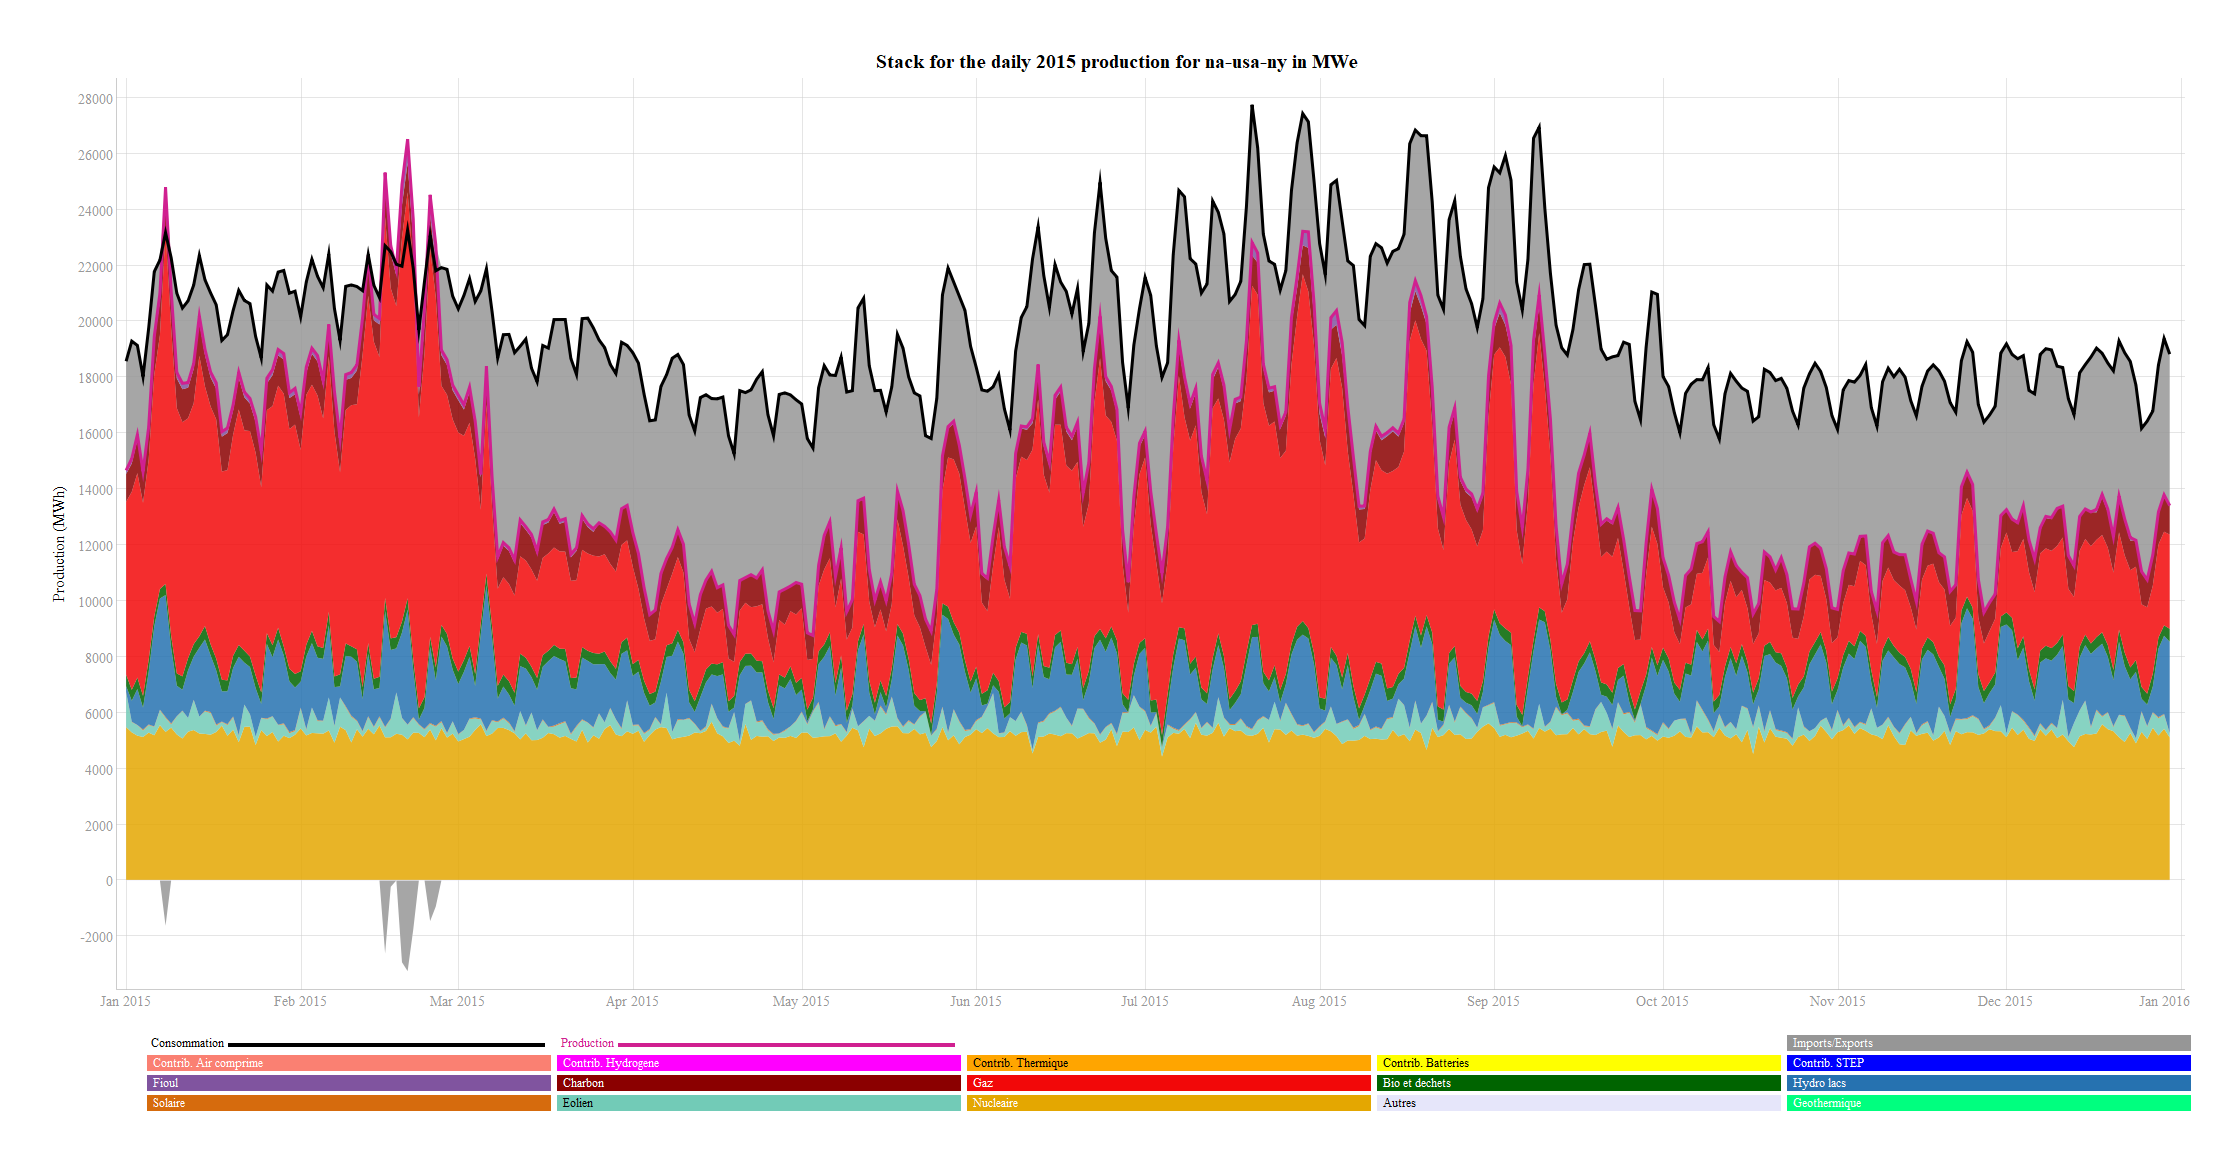 Stack for the daily 2015 production for na-usa-ny in MWe
Production (MWh)
28000
26000
24000
22000
20000
18000
16000
14000
12000
10000
8000
6000
4000
2000
0
-2000
Jan 2015 Feb 2015 Mar 2015 Apr 2015 May 2015 Jun 2015 Jul 2015 Aug 2015 Sep 2015 Oct 2015 Nov 2015 Dec 2015 Jan 2016
Consommation Production Imports/Exports
Contrib. Air comprime Contrib. Hydrogene Contrib. Thermique Contrib. Batteries Contrib. STEP
Fioul Charbon Gaz Bio et dechets Hydro lacs
Solaire Eolien Nucleaire Autres Geothermique